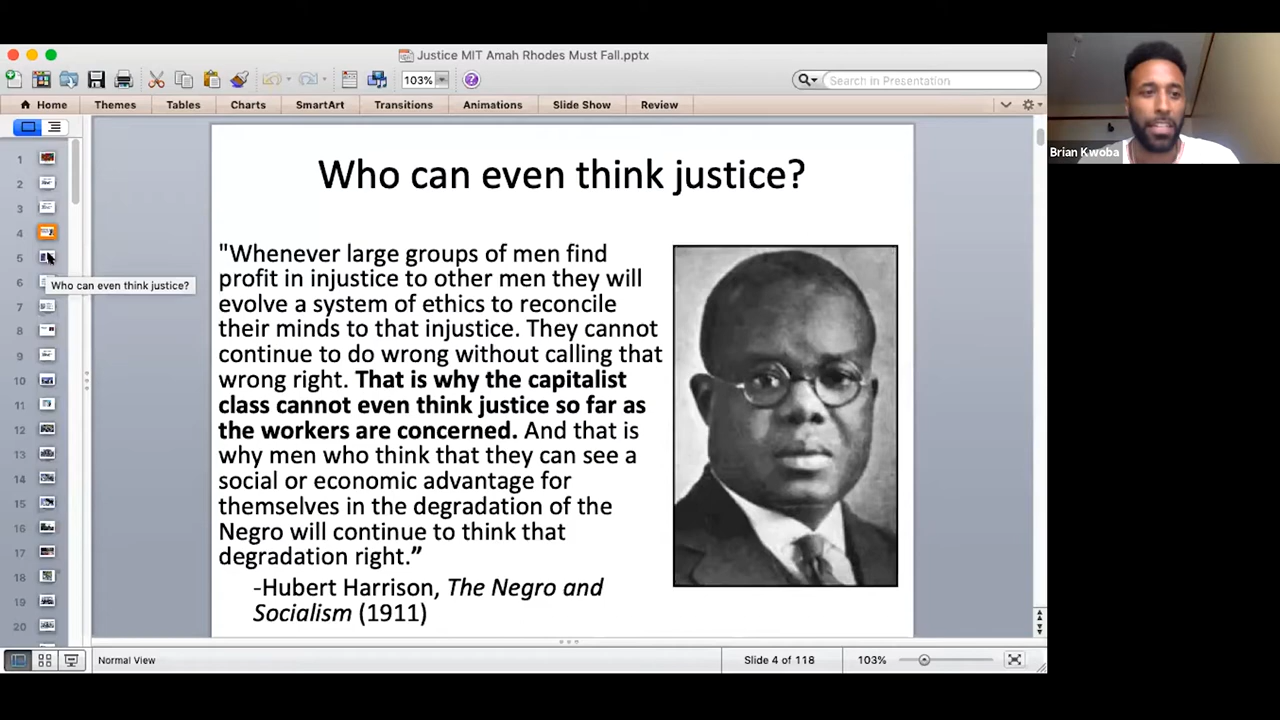 Justice MIT Amah Rhodes Must Fall.pptx
103%
Search in Presentation
Home Themes Tables Charts SmartArt Transitions Animations Slide Show Review
Brian Kwoba
1
2
3
4
5
6
7
8
9
10
11
12
13
14
15
16
17
18
19
20
Who can even think justice?
Who can even think justice?
"Whenever large groups of men find
profit in injustice to other men they will
evolve a system of ethics to reconcile
their minds to that injustice. They cannot
continue to do wrong without calling that
wrong right. That is why the capitalist
class cannot even think justice so far as
the workers are concerned. And that is
why men who think that they can see a
social or economic advantage for
themselves in the degradation of the
Negro will continue to think that
degradation right.”
-Hubert Harrison, The Negro and
Socialism (1911)
Normal View
Slide 4 of 118
103%